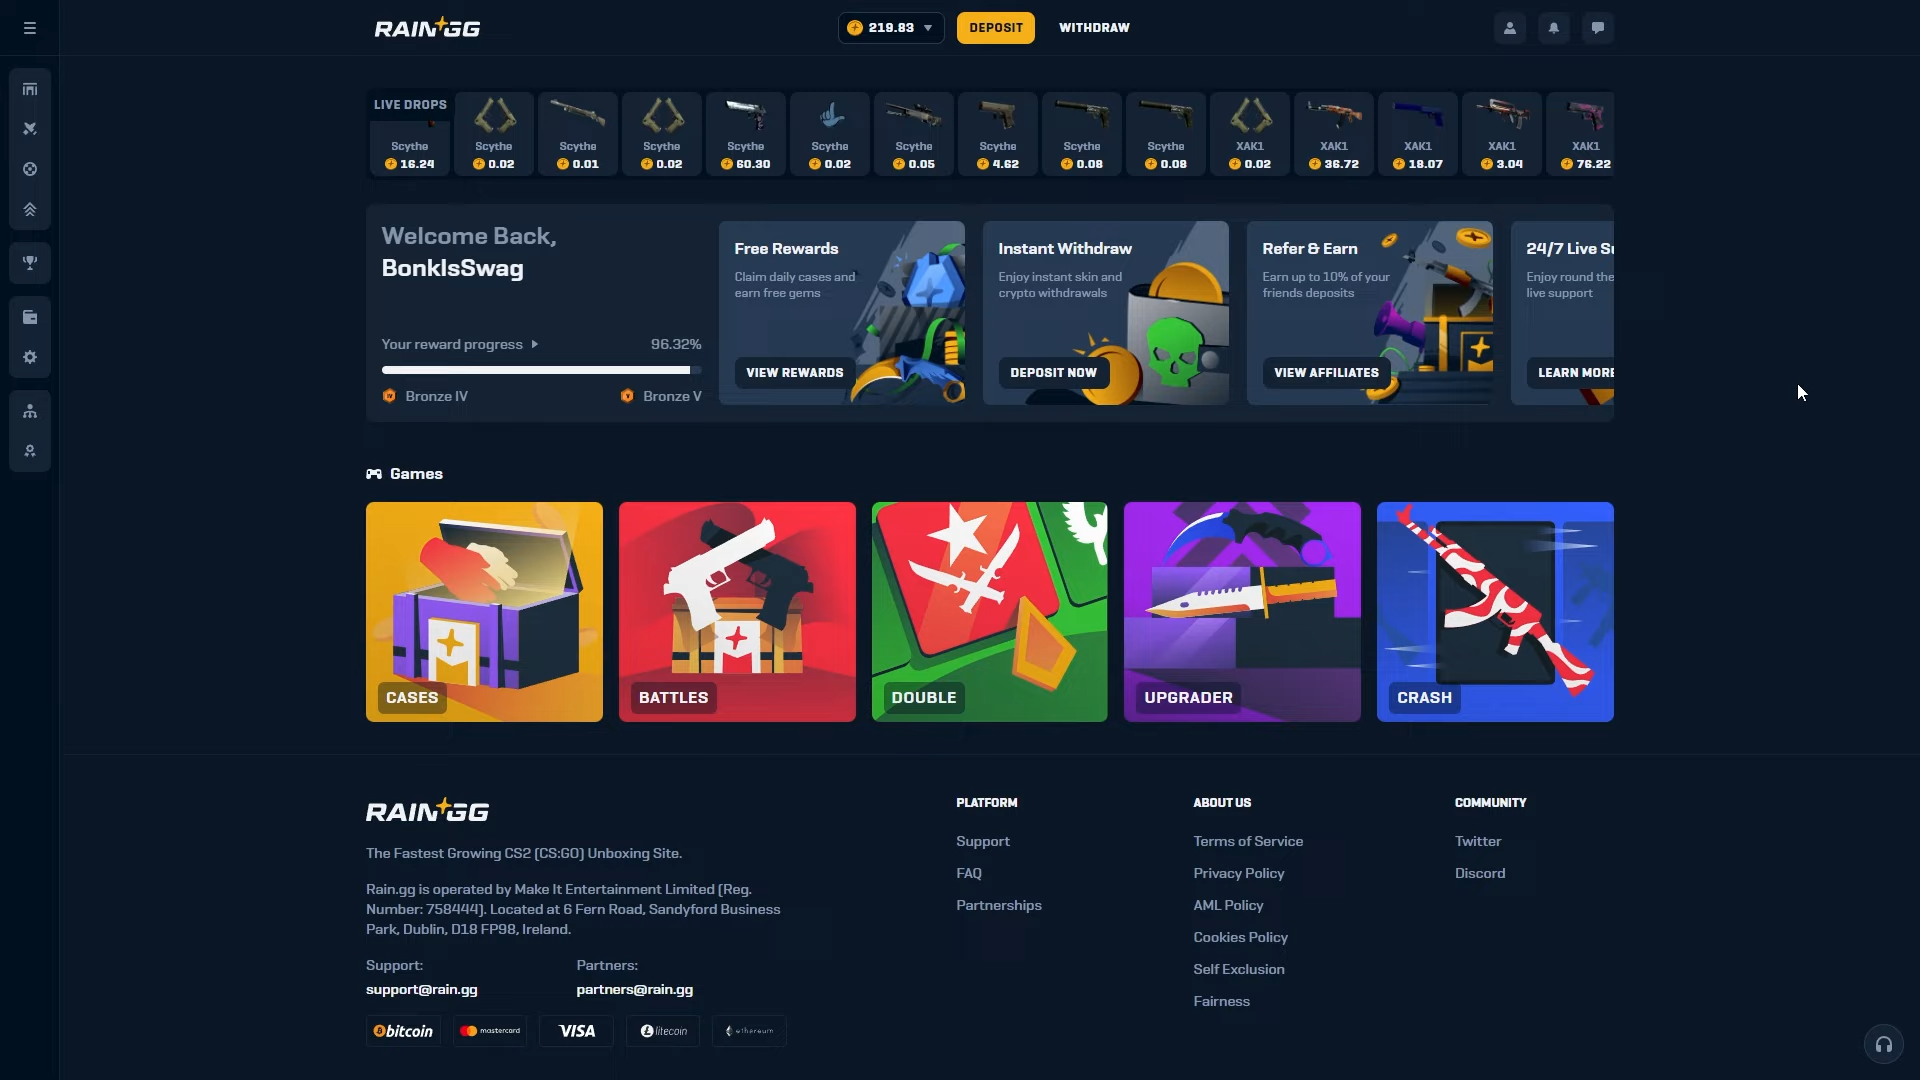 RAIN GG
219.83
DEPOSIT
WITHDRAW
LIVE DROPS
Scythe
16.24
Scythe
0.02
Scythe
0.01
Scythe
0.02
Scythe
60.30
Scythe
0.02
Scythe
0.05
Scythe
4.62
Scythe
0.08
Scythe
0.08
XAK1
0.02
XAK1
36.72
XAK1
18.07
XAK1
3.04
XAK1
76.22
Welcome Back,
BonkIsSwag
Your reward progress
96.32%
Bronze IV
Bronze V
Free Rewards
Claim daily cases and
earn free gems
VIEW REWARDS
Instant Withdraw
Enjoy instant skin and
crypto withdrawals
DEPOSIT NOW
Refer & Earn
Earn up to 10% of your
friends deposits
VIEW AFFILIATES
24/7 Live Su
Enjoy round the
live support
LEARN MORE
Games
CASES
BATTLES
DOUBLE
UPGRADER
CRASH
RAIN GG
The Fastest Growing CS2 (CS:GO) Unboxing Site.
Rain.gg is operated by Make It Entertainment Limited (Reg.
Number: 758444). Located at 6 Fern Road, Sandyford Business
Park, Dublin, D18 FP98, Ireland.
Support:
support@rain.gg
Partners:
partners@rain.gg
bitcoin
mastercard
VISA
litecoin
ethereum
PLATFORM
Support
FAQ
Partnerships
ABOUT US
Terms of Service
Privacy Policy
AML Policy
Cookies Policy
Self Exclusion
Fairness
COMMUNITY
Twitter
Discord